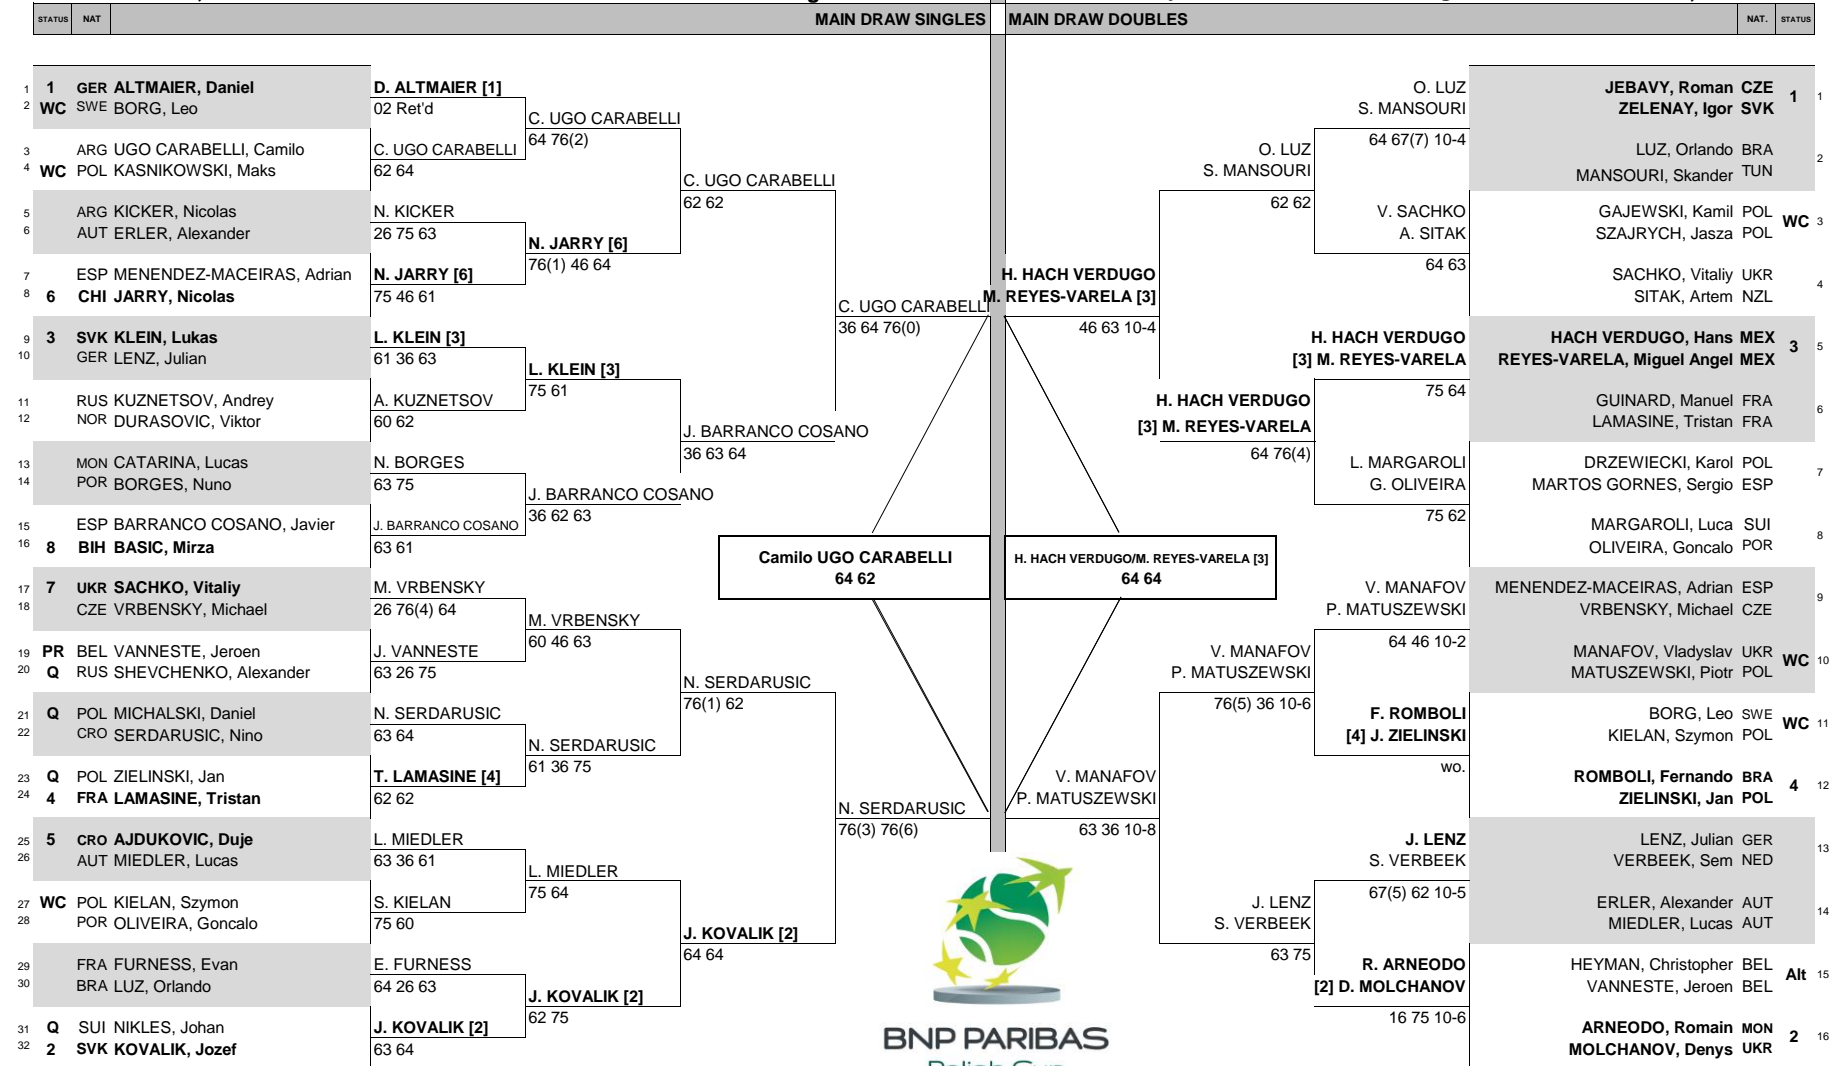 STATUS NAT MAIN DRAW SINGLES MAIN DRAW DOUBLES NAT. STATUS
1 1 GER ALTMAIER, Daniel
2 WC SWE BORG, Leo
3 ARG UGO CARABELLI, Camilo
4 WC POL KASNIKOWSKI, Maks
5 ARG KICKER, Nicolas
6 AUT ERLER, Alexander
7 ESP MENENDEZ-MACEIRAS, Adrian
8 6 CHI JARRY, Nicolas
9 3 SVK KLEIN, Lukas
10 GER LENZ, Julian
11 RUS KUZNETSOV, Andrey
12 NOR DURASOVIC, Viktor
13 MON CATARINA, Lucas
14 POR BORGES, Nuno
15 ESP BARRANCO COSANO, Javier
16 8 BIH BASIC, Mirza
17 7 UKR SACHKO, Vitaliy
18 CZE VRBENSKY, Michael
19 PR BEL VANNESTE, Jeroen
20 Q RUS SHEVCHENKO, Alexander
21 Q POL MICHALSKI, Daniel
22 CRO SERDARUSIC, Nino
23 Q POL ZIELINSKI, Jan
24 4 FRA LAMASINE, Tristan
25 5 CRO AJDUKOVIC, Duje
26 AUT MIEDLER, Lucas
27 WC POL KIELAN, Szymon
28 POR OLIVEIRA, Goncalo
29 FRA FURNESS, Evan
30 BRA LUZ, Orlando
31 Q SUI NIKLES, Johan
32 2 SVK KOVALIK, Jozef
D. ALTMAIER [1]
02 Ret'd
C. UGO CARABELLI
62 64
N. KICKER
26 75 63
N. JARRY [6]
75 46 61
L. KLEIN [3]
61 36 63
A. KUZNETSOV
60 62
N. BORGES
63 75
J. BARRANCO COSANO
63 61
M. VRBENSKY
26 76(4) 64
J. VANNESTE
63 26 75
N. SERDARUSIC
63 64
T. LAMASINE [4]
62 62
L. MIEDLER
63 36 61
S. KIELAN
75 60
E. FURNESS
64 26 63
J. KOVALIK [2]
63 64
C. UGO CARABELLI
64 76(2)
N. JARRY [6]
76(1) 46 64
L. KLEIN [3]
75 61
J. BARRANCO COSANO
36 62 63
M. VRBENSKY
60 46 63
N. SERDARUSIC
61 36 75
L. MIEDLER
75 64
J. KOVALIK [2]
62 75
C. UGO CARABELLI
62 62
J. BARRANCO COSANO
36 63 64
N. SERDARUSIC
76(1) 62
J. KOVALIK [2]
64 64
C. UGO CARABELLI
36 64 76(0)
N. SERDARUSIC
76(3) 76(6)
Camilo UGO CARABELLI
64 62
H. HACH VERDUGO/M. REYES-VARELA [3]
64 64
H. HACH VERDUGO
M. REYES-VARELA [3]
46 63 10-4
V. MANAFOV
P. MATUSZEWSKI
63 36 10-8
O. LUZ
S. MANSOURI
62 62
H. HACH VERDUGO
[3] M. REYES-VARELA
64 76(4)
V. MANAFOV
P. MATUSZEWSKI
76(5) 36 10-6
J. LENZ
S. VERBEEK
63 75
O. LUZ
S. MANSOURI
64 67(7) 10-4
V. SACHKO
A. SITAK
64 63
H. HACH VERDUGO
[3] M. REYES-VARELA
75 64
L. MARGAROLI
G. OLIVEIRA
75 62
V. MANAFOV
P. MATUSZEWSKI
64 46 10-2
F. ROMBOLI
[4] J. ZIELINSKI
wo.
J. LENZ
S. VERBEEK
67(5) 62 10-5
R. ARNEODO
[2] D. MOLCHANOV
16 75 10-6
JEBAVY, Roman CZE
ZELENAY, Igor SVK
1 1
LUZ, Orlando BRA
MANSOURI, Skander TUN
2
GAJEWSKI, Kamil POL
SZAJRYCH, Jasza POL
WC 3
SACHKO, Vitaliy UKR
SITAK, Artem NZL
4
HACH VERDUGO, Hans MEX
REYES-VARELA, Miguel Angel MEX
3 5
GUINARD, Manuel FRA
LAMASINE, Tristan FRA
6
DRZEWIECKI, Karol POL
MARTOS GORNES, Sergio ESP
7
MARGAROLI, Luca SUI
OLIVEIRA, Goncalo POR
8
MENENDEZ-MACEIRAS, Adrian ESP
VRBENSKY, Michael CZE
9
MANAFOV, Vladyslav UKR
MATUSZEWSKI, Piotr POL
WC 10
BORG, Leo SWE
KIELAN, Szymon POL
WC 11
ROMBOLI, Fernando BRA
ZIELINSKI, Jan POL
4 12
LENZ, Julian GER
VERBEEK, Sem NED
13
ERLER, Alexander AUT
MIEDLER, Lucas AUT
14
HEYMAN, Christopher BEL
VANNESTE, Jeroen BEL
Alt 15
ARNEODO, Romain MON
MOLCHANOV, Denys UKR
2 16
BNP PARIBAS